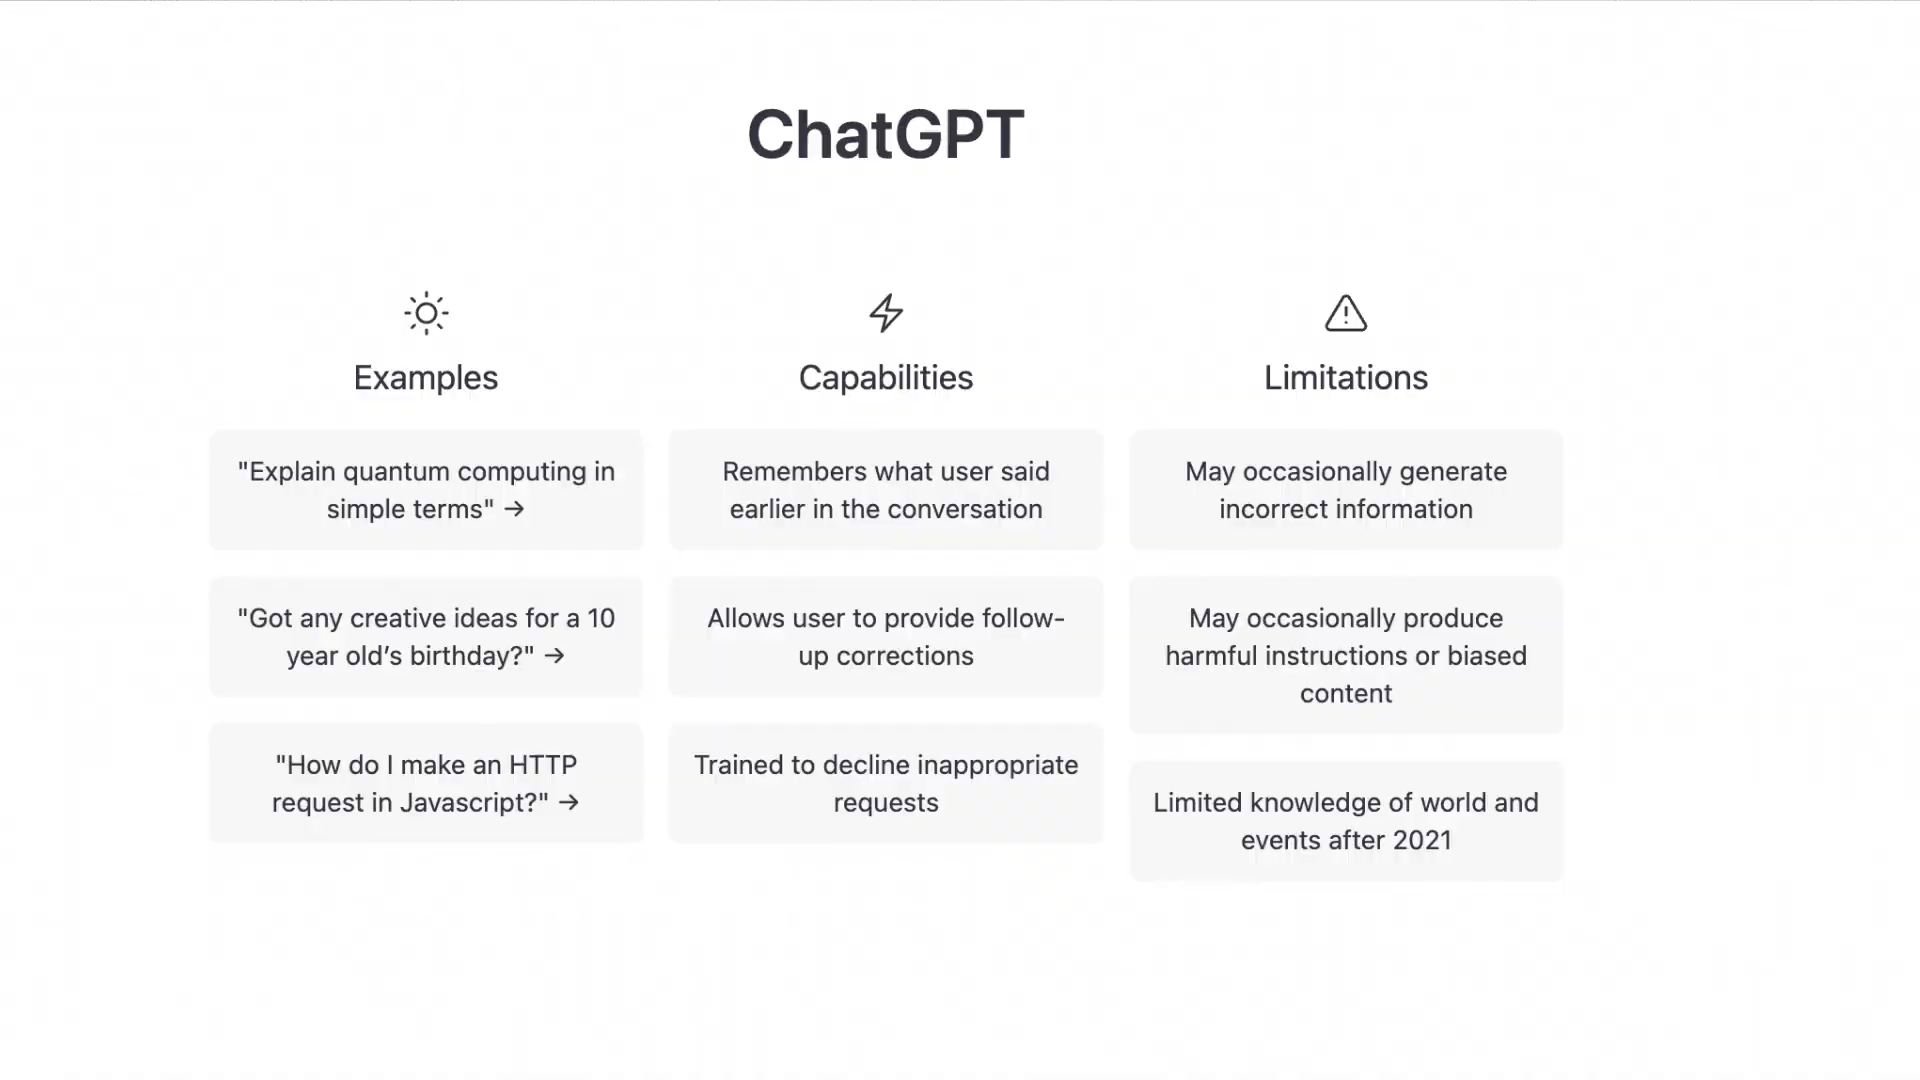 ChatGPT
Examples
"Explain quantum computing in
simple terms" →
"Got any creative ideas for a 10
year old’s birthday?" →
"How do I make an HTTP
request in Javascript?" →
Capabilities
Remembers what user said
earlier in the conversation
Allows user to provide follow-
up corrections
Trained to decline inappropriate
requests
Limitations
May occasionally generate
incorrect information
May occasionally produce
harmful instructions or biased
content
Limited knowledge of world and
events after 2021